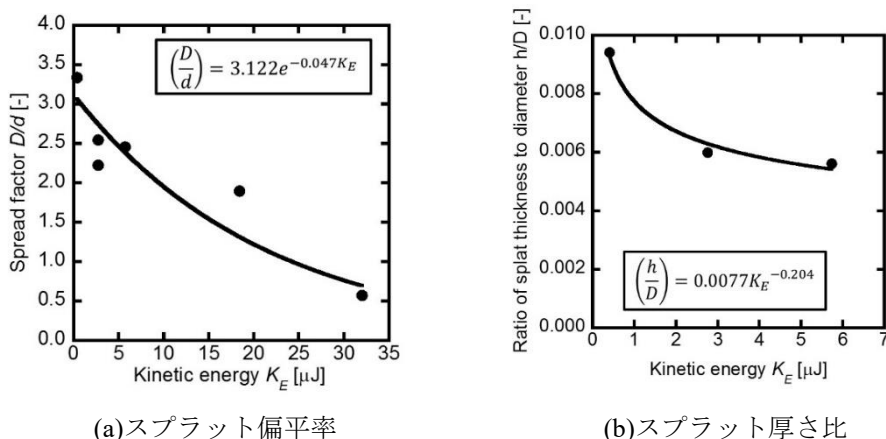 4.0
3.5
3.0
2.5
2.0
1.5
1.0
0.5
0.0
Spread factor D/d [-]
(D/d) = 3.122e^{-0.047K_E}
0 5 10 15 20 25 30 35
Kinetic energy K_E [μJ]
(a)スプラット偏平率
0.010
0.008
0.006
0.004
0.002
0.000
Ratio of splat thickness to diameter h/D [-]
(h/D) = 0.0077K_E^{-0.204}
0 1 2 3 4 5 6 7
Kinetic energy K_E [μJ]
(b)スプラット厚さ比